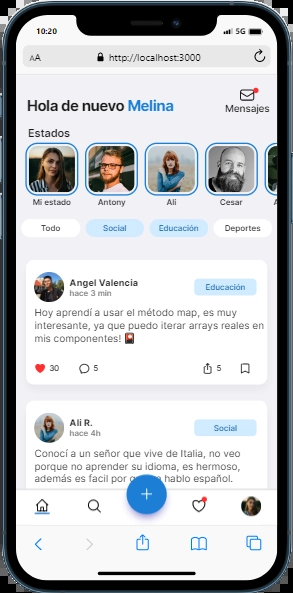 10:20
5G
AA
http://localhost:3000
Hola de nuevo Melina
Mensajes
Estados
Mi estado
Antony
Ali
Cesar
Todo
Social
Educación
Deportes
Angel Valencia
hace 3 min
Educación
Hoy aprendí a usar el método map, es muy
interesante, ya que puedo iterar arrays reales en
mis componentes!
30
5
5
Ali R.
hace 4h
Social
Conocí a un señor que vive de Italia, no veo
porque no aprender su idioma, es hermoso,
además es facil por hablo español.
+